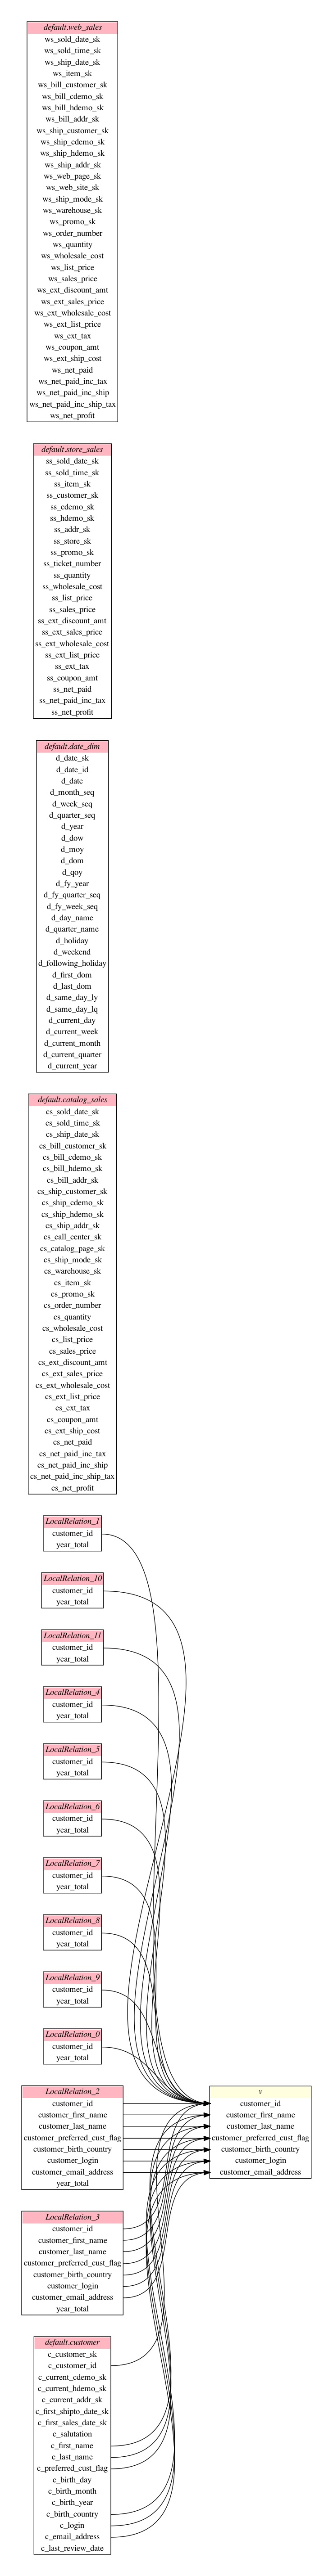 default.web_sales
ws_sold_date_sk
ws_sold_time_sk
ws_ship_date_sk
ws_item_sk
ws_bill_customer_sk
ws_bill_cdemo_sk
ws_bill_hdemo_sk
ws_bill_addr_sk
ws_ship_customer_sk
ws_ship_cdemo_sk
ws_ship_hdemo_sk
ws_ship_addr_sk
ws_web_page_sk
ws_web_site_sk
ws_ship_mode_sk
ws_warehouse_sk
ws_promo_sk
ws_order_number
ws_quantity
ws_wholesale_cost
ws_list_price
ws_sales_price
ws_ext_discount_amt
ws_ext_sales_price
ws_ext_wholesale_cost
ws_ext_list_price
ws_ext_tax
ws_coupon_amt
ws_ext_ship_cost
ws_net_paid
ws_net_paid_inc_tax
ws_net_paid_inc_ship
ws_net_paid_inc_ship_tax
ws_net_profit
default.store_sales
ss_sold_date_sk
ss_sold_time_sk
ss_item_sk
ss_customer_sk
ss_cdemo_sk
ss_hdemo_sk
ss_addr_sk
ss_store_sk
ss_promo_sk
ss_ticket_number
ss_quantity
ss_wholesale_cost
ss_list_price
ss_sales_price
ss_ext_discount_amt
ss_ext_sales_price
ss_ext_wholesale_cost
ss_ext_list_price
ss_ext_tax
ss_coupon_amt
ss_net_paid
ss_net_paid_inc_tax
ss_net_profit
default.date_dim
d_date_sk
d_date_id
d_date
d_month_seq
d_week_seq
d_quarter_seq
d_year
d_dow
d_moy
d_dom
d_qoy
d_fy_year
d_fy_quarter_seq
d_fy_week_seq
d_day_name
d_quarter_name
d_holiday
d_weekend
d_following_holiday
d_first_dom
d_last_dom
d_same_day_ly
d_same_day_lq
d_current_day
d_current_week
d_current_month
d_current_quarter
d_current_year
default.catalog_sales
cs_sold_date_sk
cs_sold_time_sk
cs_ship_date_sk
cs_bill_customer_sk
cs_bill_cdemo_sk
cs_bill_hdemo_sk
cs_bill_addr_sk
cs_ship_customer_sk
cs_ship_cdemo_sk
cs_ship_hdemo_sk
cs_ship_addr_sk
cs_call_center_sk
cs_catalog_page_sk
cs_ship_mode_sk
cs_warehouse_sk
cs_item_sk
cs_promo_sk
cs_order_number
cs_quantity
cs_wholesale_cost
cs_list_price
cs_sales_price
cs_ext_discount_amt
cs_ext_sales_price
cs_ext_wholesale_cost
cs_ext_list_price
cs_ext_tax
cs_coupon_amt
cs_ext_ship_cost
cs_net_paid
cs_net_paid_inc_tax
cs_net_paid_inc_ship
cs_net_paid_inc_ship_tax
cs_net_profit
LocalRelation_1
customer_id
year_total
LocalRelation_10
customer_id
year_total
LocalRelation_11
customer_id
year_total
LocalRelation_4
customer_id
year_total
LocalRelation_5
customer_id
year_total
LocalRelation_6
customer_id
year_total
LocalRelation_7
customer_id
year_total
LocalRelation_8
customer_id
year_total
LocalRelation_9
customer_id
year_total
LocalRelation_0
customer_id
year_total
LocalRelation_2
customer_id
customer_first_name
customer_last_name
customer_preferred_cust_flag
customer_birth_country
customer_login
customer_email_address
year_total
v
customer_id
customer_first_name
customer_last_name
customer_preferred_cust_flag
customer_birth_country
customer_login
customer_email_address
LocalRelation_3
customer_id
customer_first_name
customer_last_name
customer_preferred_cust_flag
customer_birth_country
customer_login
customer_email_address
year_total
default.customer
c_customer_sk
c_customer_id
c_current_cdemo_sk
c_current_hdemo_sk
c_current_addr_sk
c_first_shipto_date_sk
c_first_sales_date_sk
c_salutation
c_first_name
c_last_name
c_preferred_cust_flag
c_birth_day
c_birth_month
c_birth_year
c_birth_country
c_login
c_email_address
c_last_review_date